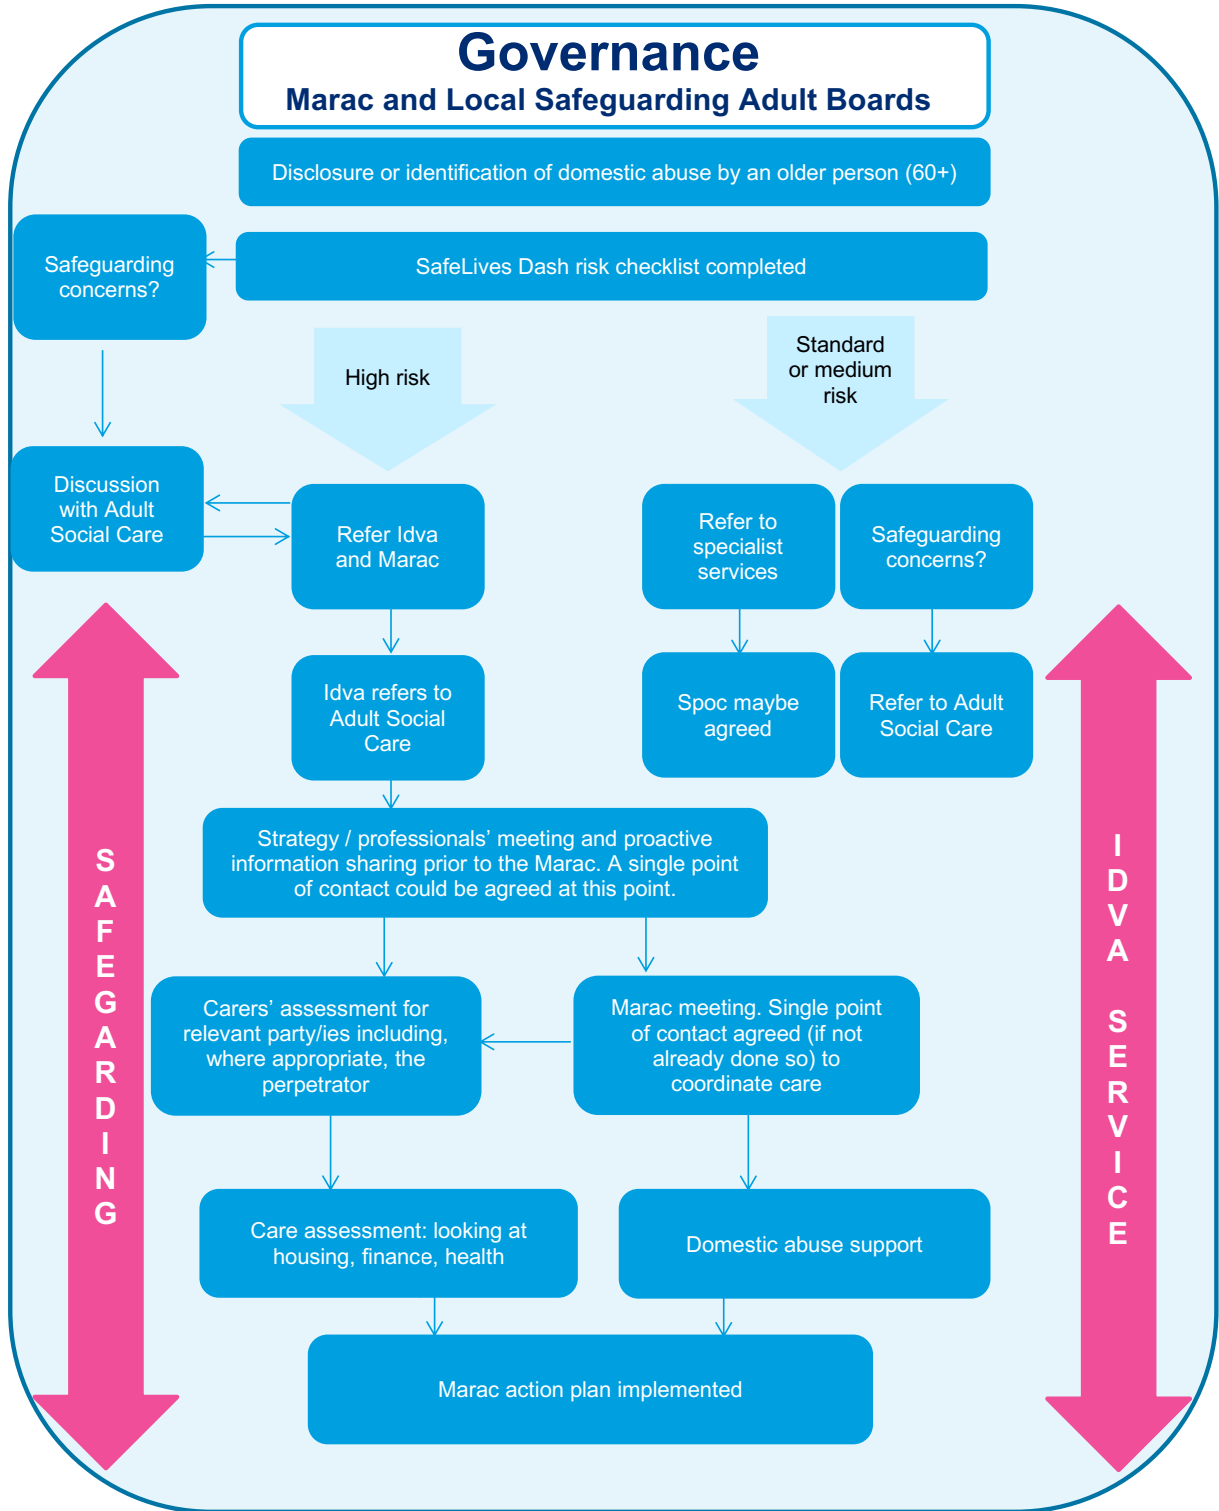 Governance
Marac and Local Safeguarding Adult Boards
Disclosure or identification of domestic abuse by an older person (60+)
Safeguarding
concerns?
SafeLives Dash risk checklist completed
High risk
Standard
or medium
risk
Discussion
with Adult
Social Care
Refer Idva
and Marac
Refer to
specialist
services
Safeguarding
concerns?
Idva refers to
Adult Social
Care
Spoc maybe
agreed
Refer to Adult
Social Care
Strategy / professionals’ meeting and proactive
information sharing prior to the Marac. A single point
of contact could be agreed at this point.
Carers’ assessment for
relevant party/ies including,
where appropriate, the
perpetrator
Marac meeting. Single point
of contact agreed (if not
already done so) to
coordinate care
Care assessment: looking at
housing, finance, health
Domestic abuse support
Marac action plan implemented
SAFEGARDING
IDVA SERVICE